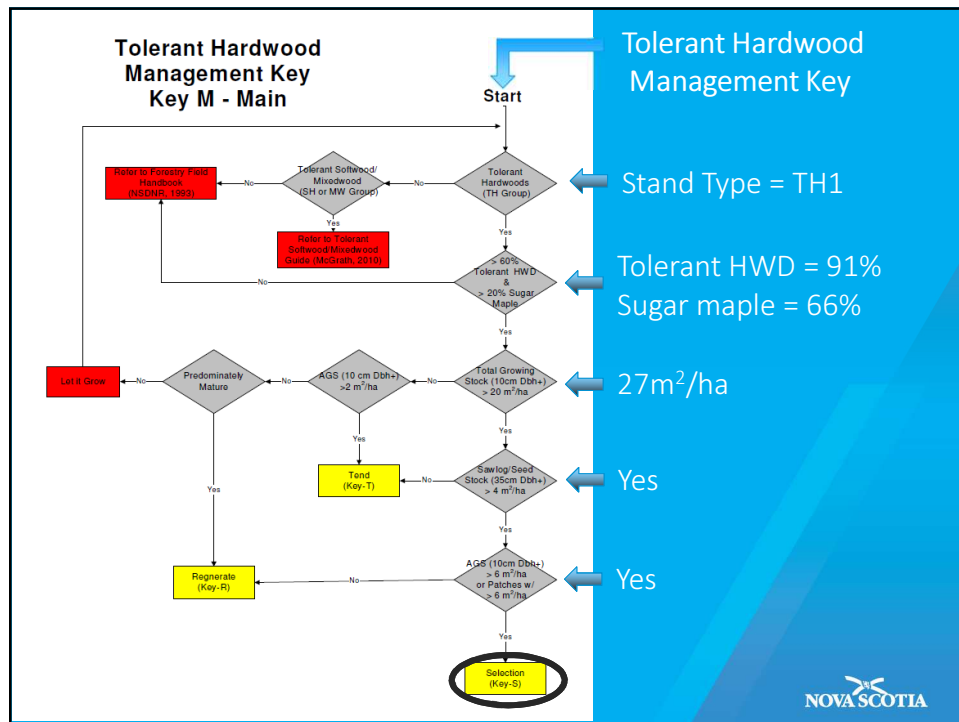 Tolerant Hardwood
Management Key
Key M - Main
Start
Tolerant
Hardwoods
(TH Group)
No
Tolerant Softwood/
Mixedwood
(SH or MW Group)
No
Refer to Forestry Field
Handbook
(NSDNR, 1993)
Yes
Refer to Tolerant
Softwood/Mixedwood
Guide (McGrath, 2010)
Yes
> 60%
Tolerant HWD
&
> 20% Sugar
Maple
No
Yes
Total Growing
Stock (10cm Dbh+)
> 20 m²/ha
No
AGS (10 cm Dbh+)
>2 m²/ha
No
Predominately
Mature
No
Let it Grow
Yes
Tend
(Key-T)
Yes
Sawlog/Seed
Stock (35cm Dbh+)
> 4 m²/ha
No
Yes
Regnerate
(Key-R)
Yes
AGS (10cm Dbh+)
> 6 m²/ha
or Patches w/
> 6 m²/ha
No
Yes
Selection
(Key-S)
Tolerant Hardwood
Management Key
Stand Type = TH1
Tolerant HWD = 91%
Sugar maple = 66%
27m²/ha
Yes
Yes
NOVA SCOTIA